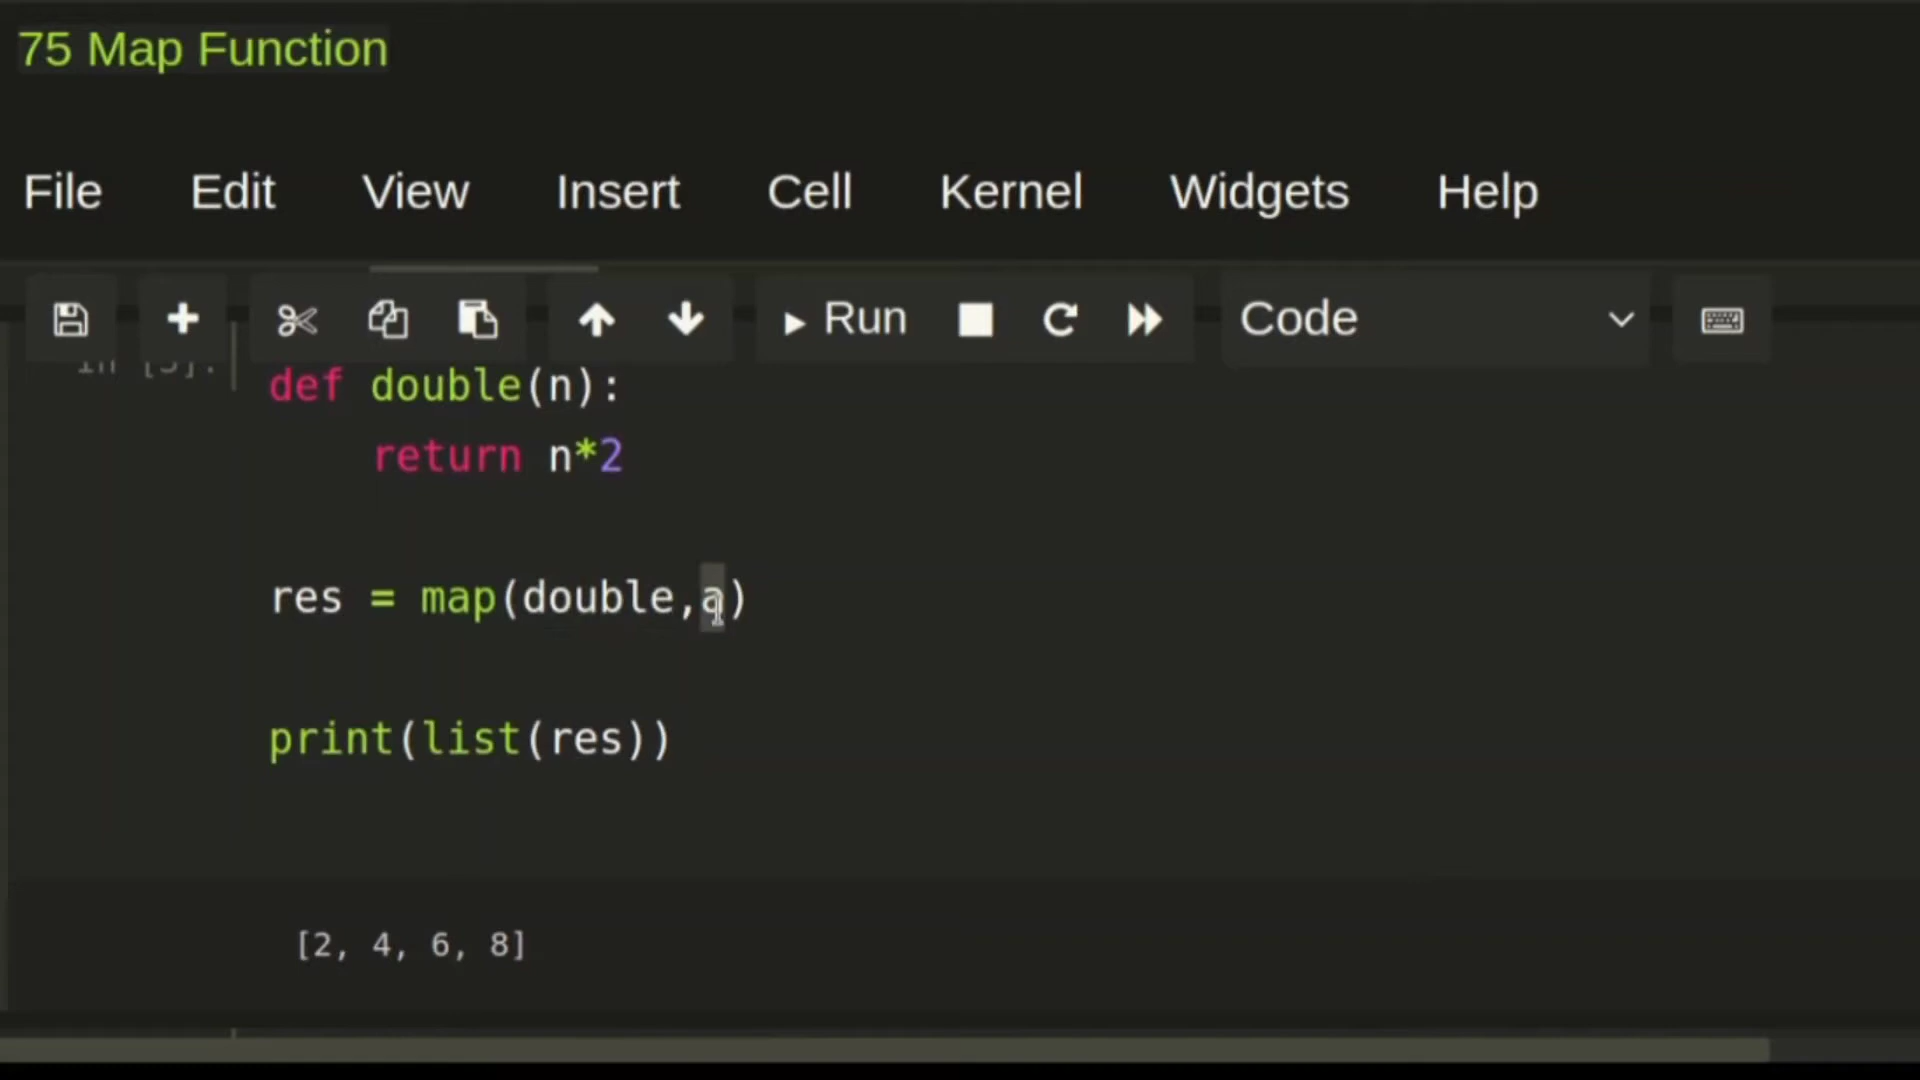 75 Map Function
File Edit View Insert Cell Kernel Widgets Help
Run Code
def double(n):
    return n*2
res = map(double,a)
print(list(res))
[2, 4, 6, 8]